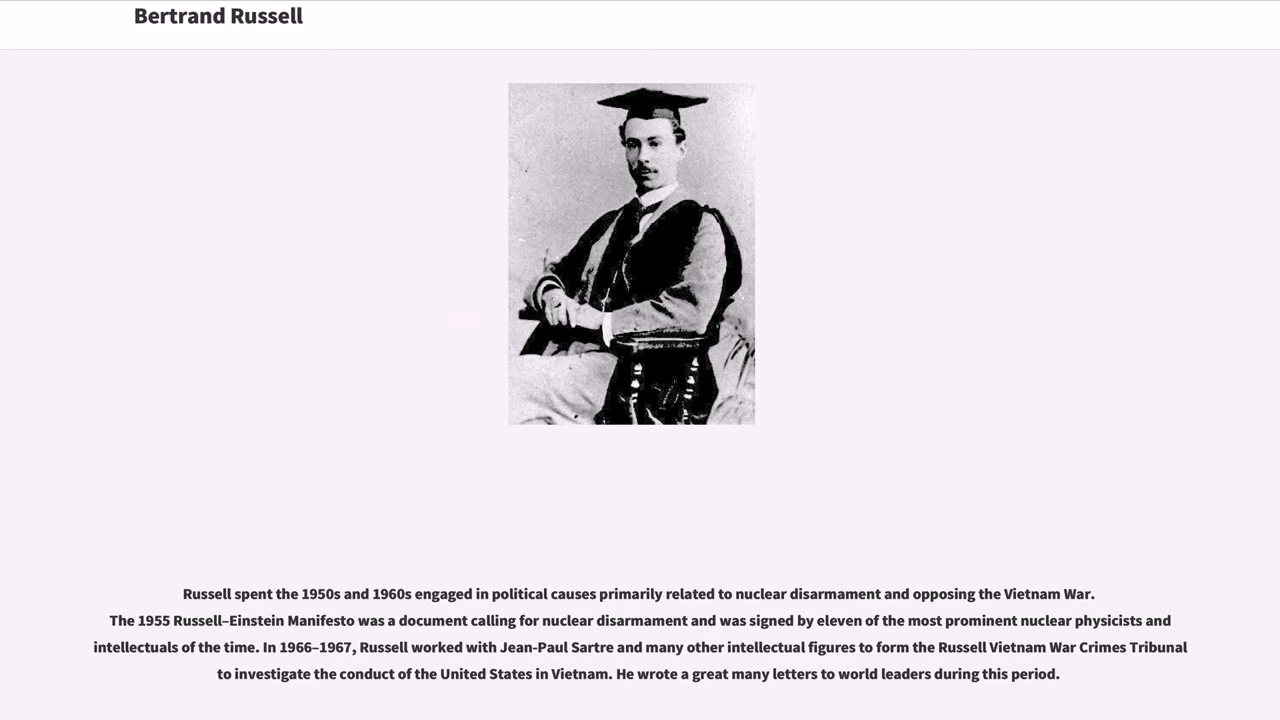 Bertrand Russell
Russell spent the 1950s and 1960s engaged in political causes primarily related to nuclear disarmament and opposing the Vietnam War.
The 1955 Russell–Einstein Manifesto was a document calling for nuclear disarmament and was signed by eleven of the most prominent nuclear physicists and
intellectuals of the time. In 1966–1967, Russell worked with Jean-Paul Sartre and many other intellectual figures to form the Russell Vietnam War Crimes Tribunal
to investigate the conduct of the United States in Vietnam. He wrote a great many letters to world leaders during this period.